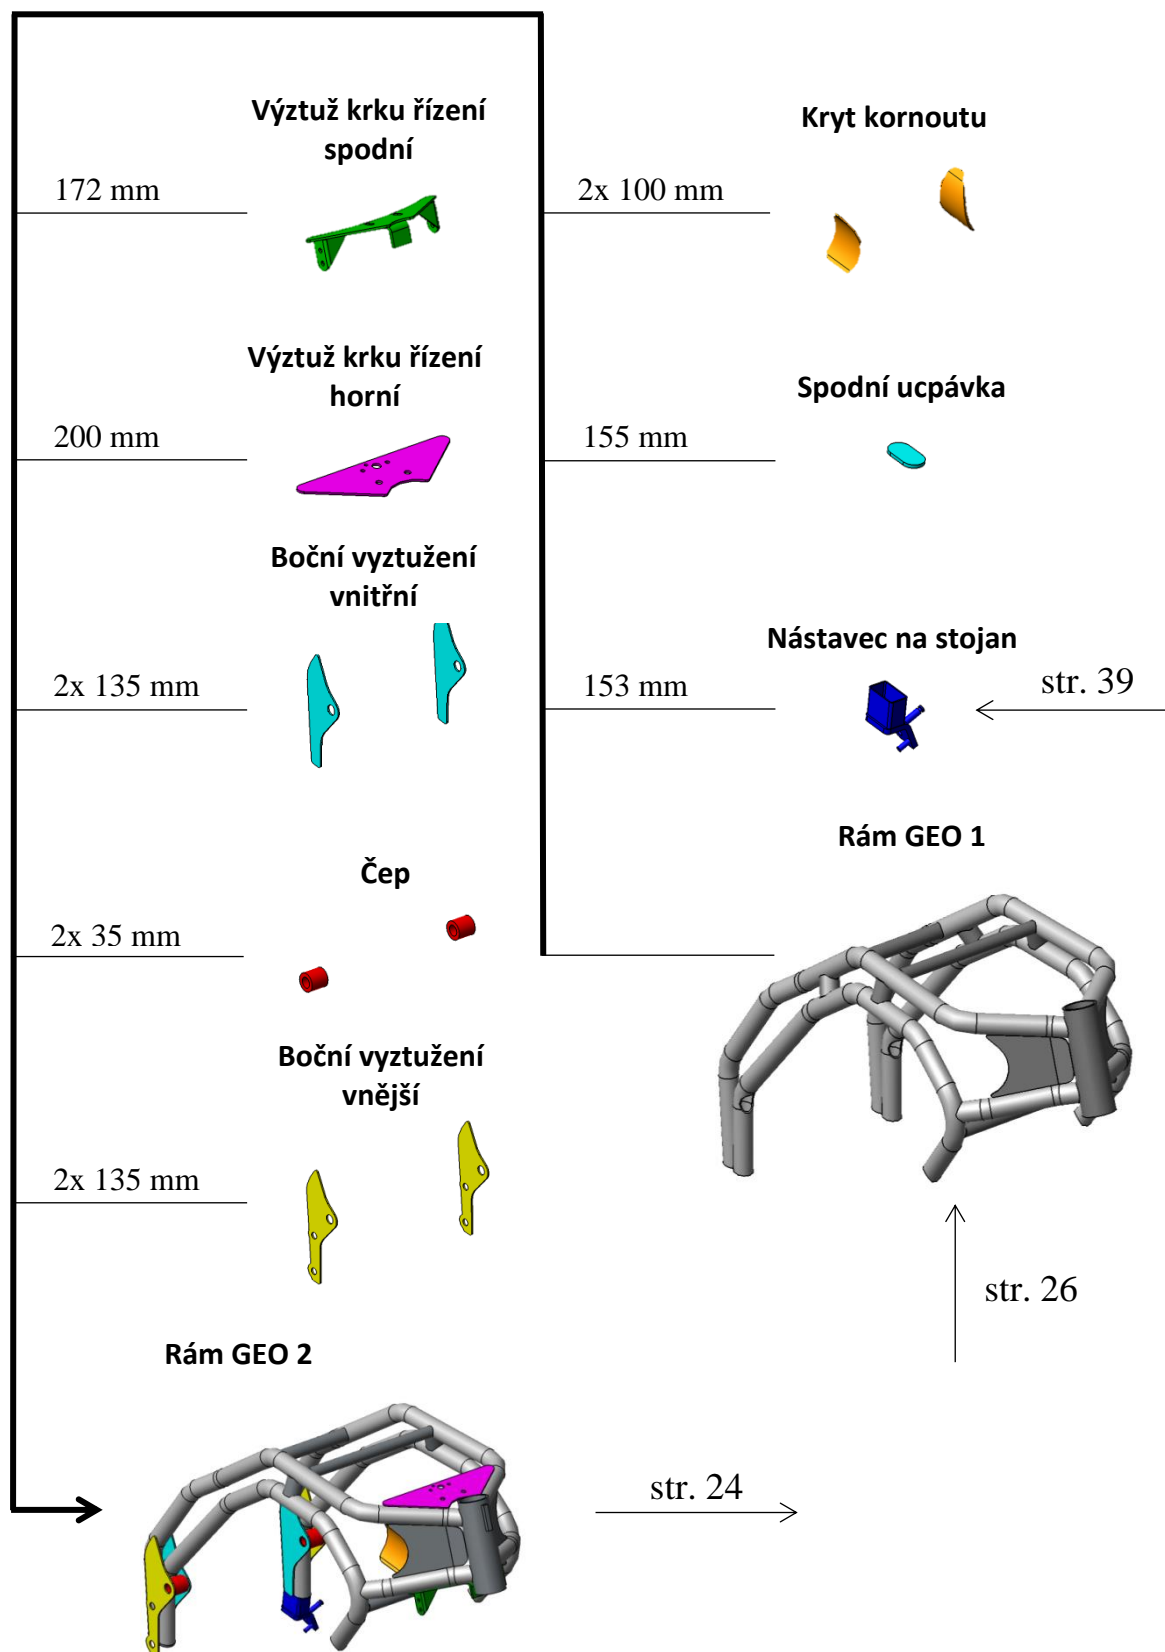 Výztuž krku řízení
spodní
172 mm
Výztuž krku řízení
horní
200 mm
Boční vyztužení
vnitřní
2x 135 mm
Čep
2x 35 mm
Boční vyztužení
vnější
2x 135 mm
Rám GEO 2
str. 24
Kryt kornoutu
2x 100 mm
Spodní ucpávka
155 mm
Nástavec na stojan
153 mm
str. 39
Rám GEO 1
str. 26